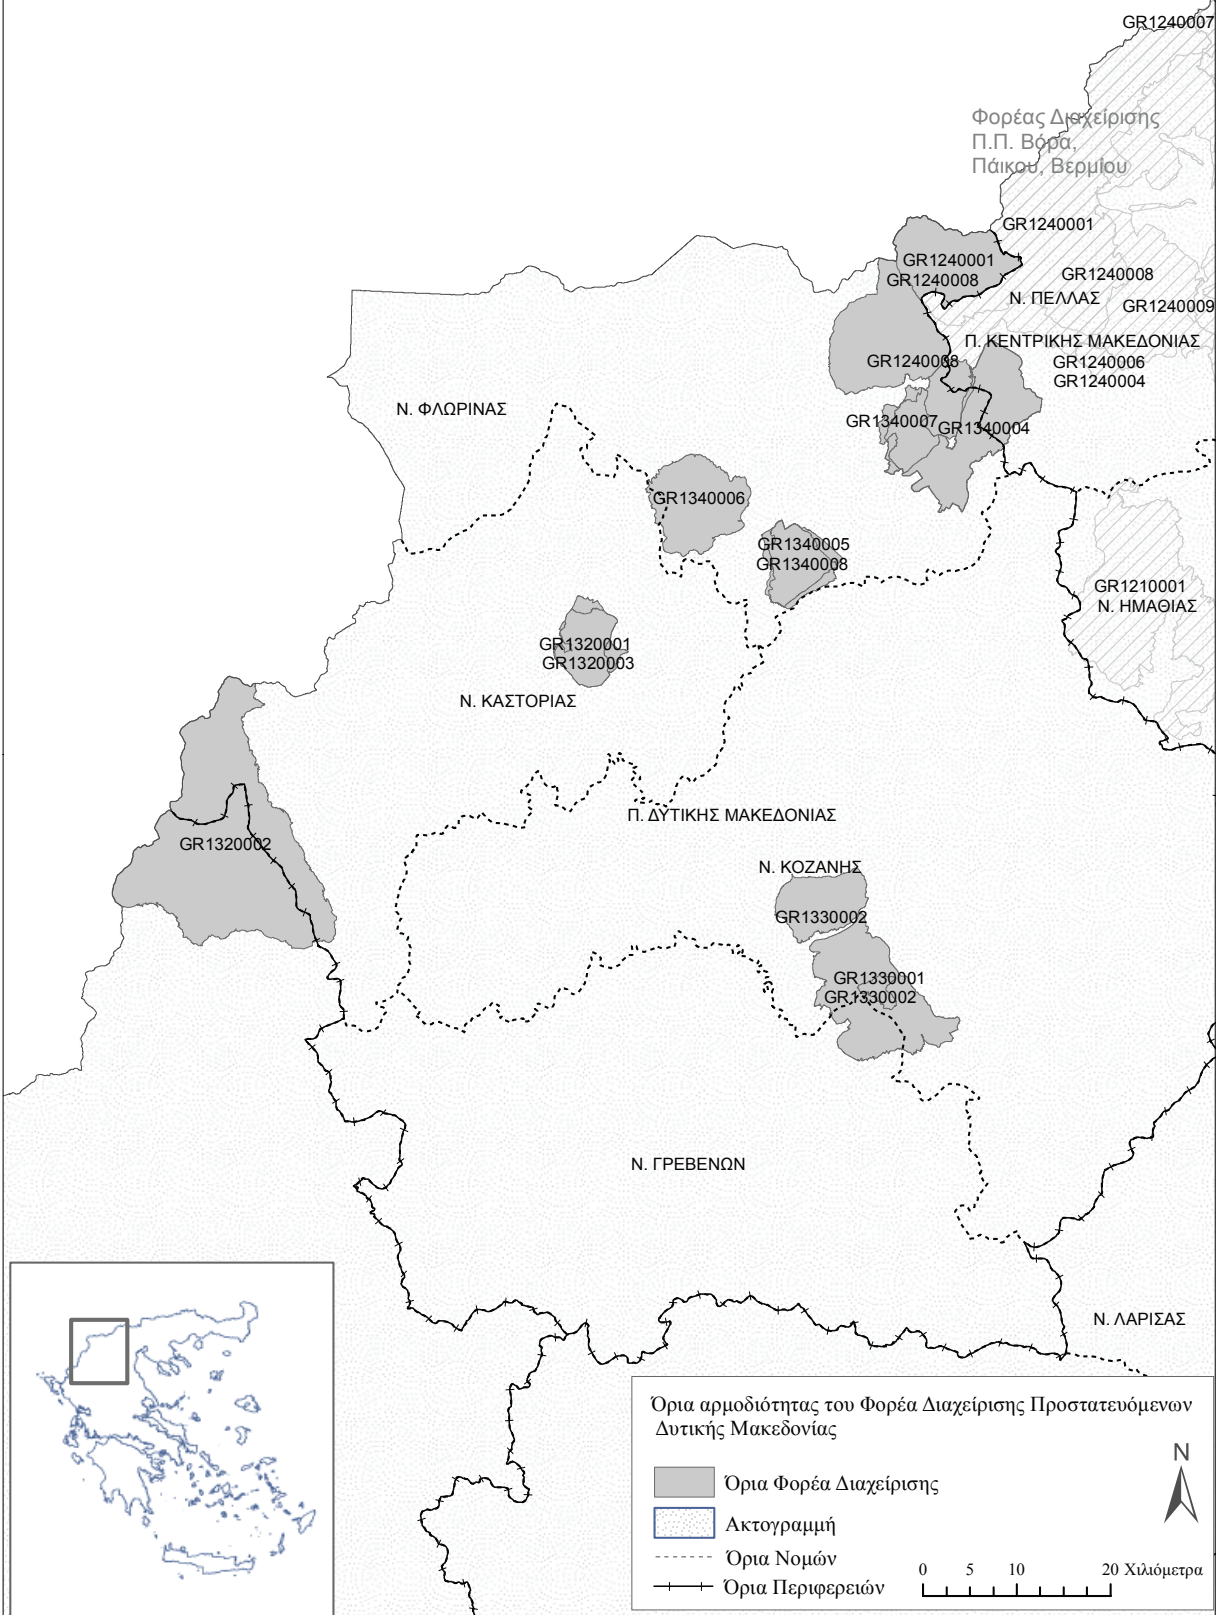 GR1240007
Φορέας Διαχείρισης
Π.Π. Βόρα,
Πάικου, Βερμίου
GR1240001
GR1240001
GR1240008
GR1240008
Ν. ΠΕΛΛΑΣ
GR1240009
Π. ΚΕΝΤΡΙΚΗΣ ΜΑΚΕΔΟΝΙΑΣ
GR1240008
GR1240006
GR1240004
Ν. ΦΛΩΡΙΝΑΣ
GR1340007
GR1340004
GR1340006
GR1340005
GR1340008
GR1210001
Ν. ΗΜΑΘΙΑΣ
GR1320001
GR1320003
Ν. ΚΑΣΤΟΡΙΑΣ
Π. ΔΥΤΙΚΗΣ ΜΑΚΕΔΟΝΙΑΣ
GR1320002
Ν. ΚΟΖΑΝΗΣ
GR1330002
GR1330001
GR1330002
Ν. ΓΡΕΒΕΝΩΝ
Ν. ΛΑΡΙΣΑΣ
Όρια αρμοδιότητας του Φορέα Διαχείρισης Προστατευόμενων
Δυτικής Μακεδονίας
Όρια Φορέα Διαχείρισης
Ακτογραμμή
Όρια Νομών
Όρια Περιφερειών
N
0 5 10 20 Χιλιόμετρα